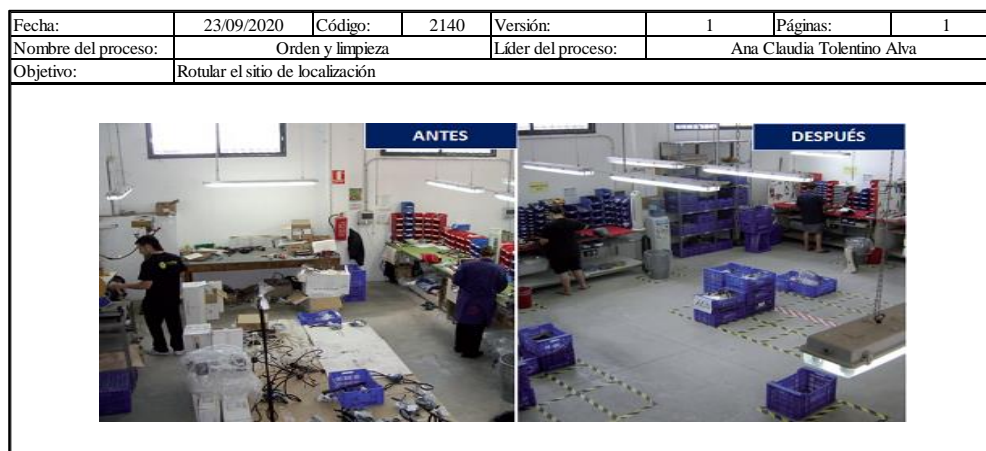 Fecha: 23/09/2020 Código: 2140 Versión: 1 Páginas: 1
Nombre del proceso: Orden y limpieza Líder del proceso: Ana Claudia Tolentino Alva
Objetivo: Rotular el sitio de localización
ANTES DESPUÉS